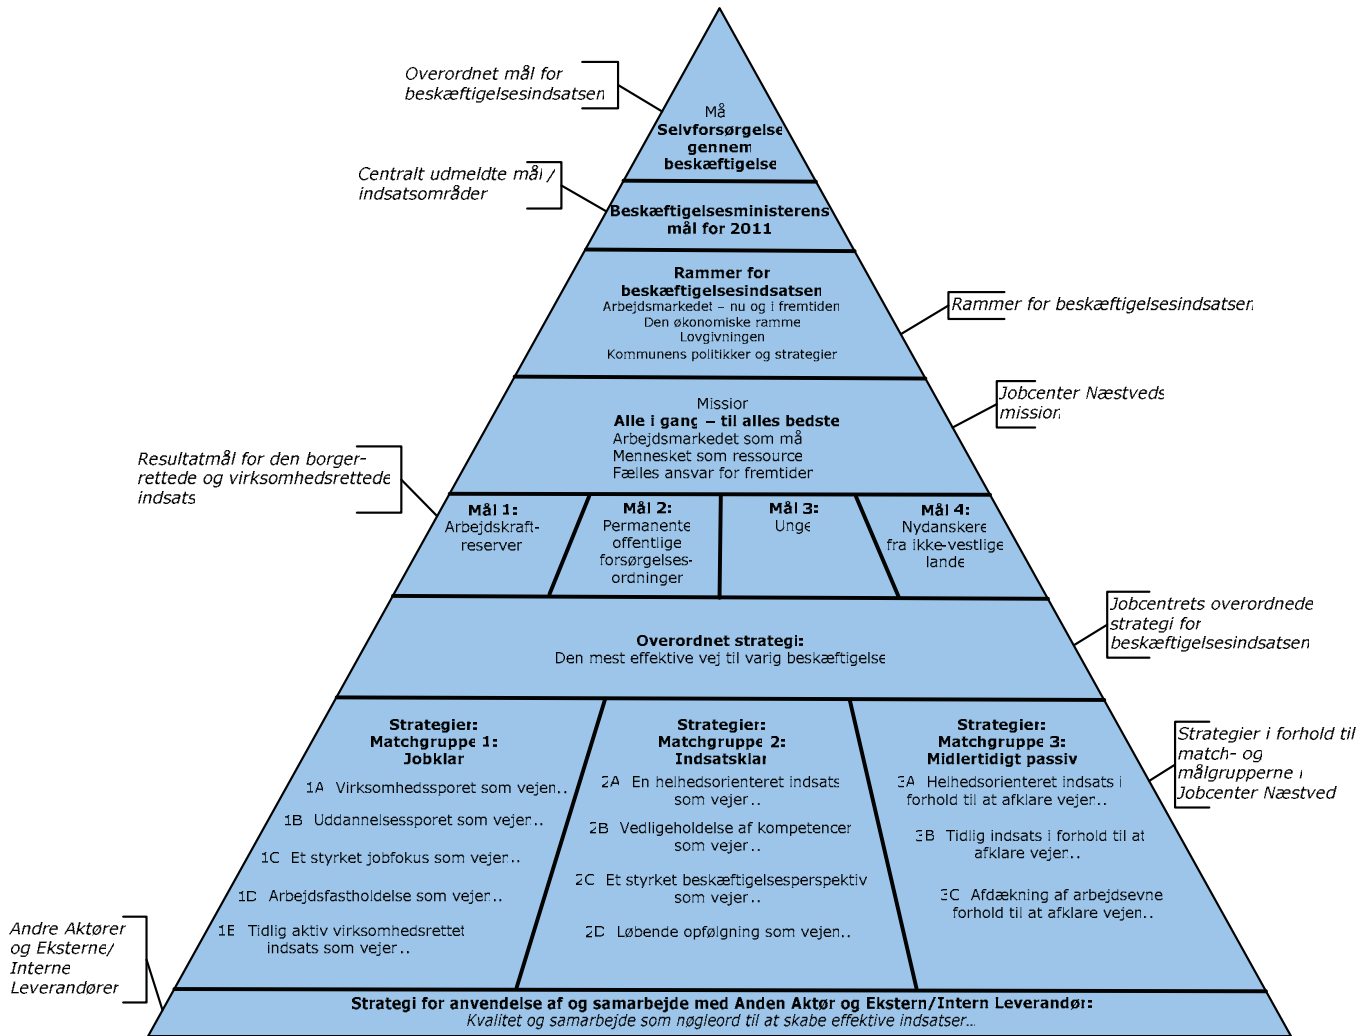 Overordnet mål for
beskæftigelsesindsatsen
Må
Selvforsørgelse
gennem
beskæftigelse
Centralt udmeldte mål /
indsatsområder
Beskæftigelsesministerens
mål for 2011
Rammer for
beskæftigelsesindsatsen
Arbejdsmarkedet – nu og i fremtiden
Den økonomiske ramme
Lovgivningen
Kommunens politikker og strategier
Rammer for beskæftigelsesindsatsen
Mission
Alle i gang – til alles bedste
Arbejdsmarkedet som må
Mennesket som ressource
Fælles ansvar for fremtiden
Jobcenter Næstveds
mission
Resultatmål for den borger-
rettede og virksomhedsrettede
indsats
Mål 1:
Arbejdskraft-
reserver
Mål 2:
Permanente
offentlige
forsørgelses-
ordninger
Mål 3:
Unge
Mål 4:
Nydanskere
fra ikke-vestlige
lande
Overordnet strategi:
Den mest effektive vej til varig beskæftigelse
Jobcentrets overordnede
strategi for
beskæftigelsesindsatsen
Strategier:
Matchgruppe 1:
Jobklar
1A Virksomhedssporet som vejen..
1B Uddannelsessporet som vejen..
1C Et styrket jobfokus som vejen..
1D Arbejdsfastholdelse som vejen..
1E Tidlig aktiv virksomhedsrettet
indsats som vejen..
Strategier:
Matchgruppe 2:
Indsatsklar
2A En helhedsorienteret indsats
som vejen..
2B Vedligeholdelse af kompetencer
som vejen..
2C Et styrket beskæftigelsesperspektiv
som vejen..
2D Løbende opfølgning som vejen..
Strategier:
Matchgruppe 3:
Midlertidigt passiv
3A Helhedsorienteret indsats i
forhold til at afklare vejen..
3B Tidlig indsats i forhold til at
afklare vejen..
3C Afdækning af arbejdsevne
forhold til at afklare vejen..
Strategier i forhold til
match- og
målgrupperne i
Jobcenter Næstved
Andre Aktører
og Eksterne/
Interne
Leverandører
Strategi for anvendelse af og samarbejde med Anden Aktør og Ekstern/Intern Leverandør:
Kvalitet og samarbejde som nøgleord til at skabe effektive indsatser...